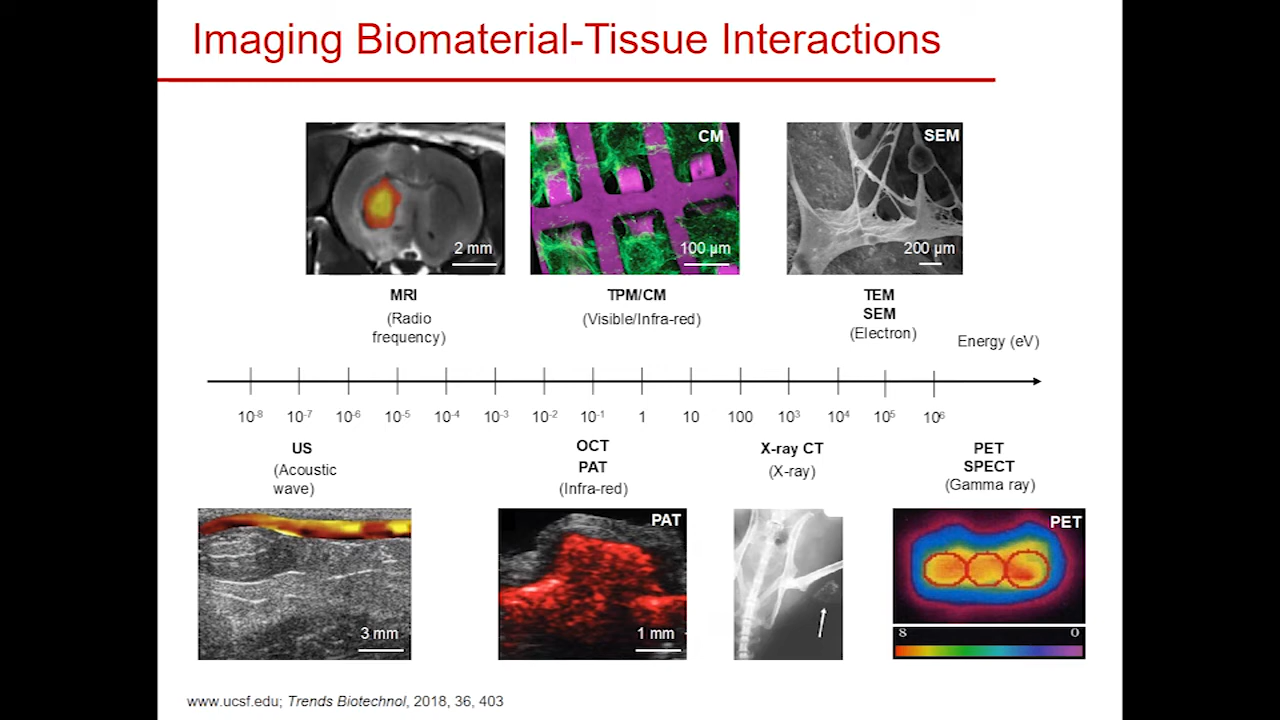 Imaging Biomaterial-Tissue Interactions
CM
SEM
2 mm
100 µm
200 µm
MRI
(Radio
frequency)
TPM/CM
(Visible/Infra-red)
TEM
SEM
(Electron)
Energy (eV)
10⁻⁸ 10⁻⁷ 10⁻⁶ 10⁻⁵ 10⁻⁴ 10⁻³ 10⁻² 10⁻¹ 1 10 100 10³ 10⁴ 10⁵ 10⁶
US
(Acoustic
wave)
OCT
PAT
(Infra-red)
X-ray CT
(X-ray)
PET
SPECT
(Gamma ray)
3 mm
PAT
1 mm
PET
8 0
www.ucsf.edu; Trends Biotechnol, 2018, 36, 403